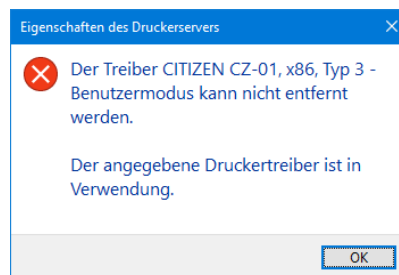 Eigenschaften des Druckerservers
Der Treiber CITIZEN CZ-01, x86, Typ 3 -
Benutzermodus kann nicht entfernt
werden.
Der angegebene Druckertreiber ist in
Verwendung.
OK